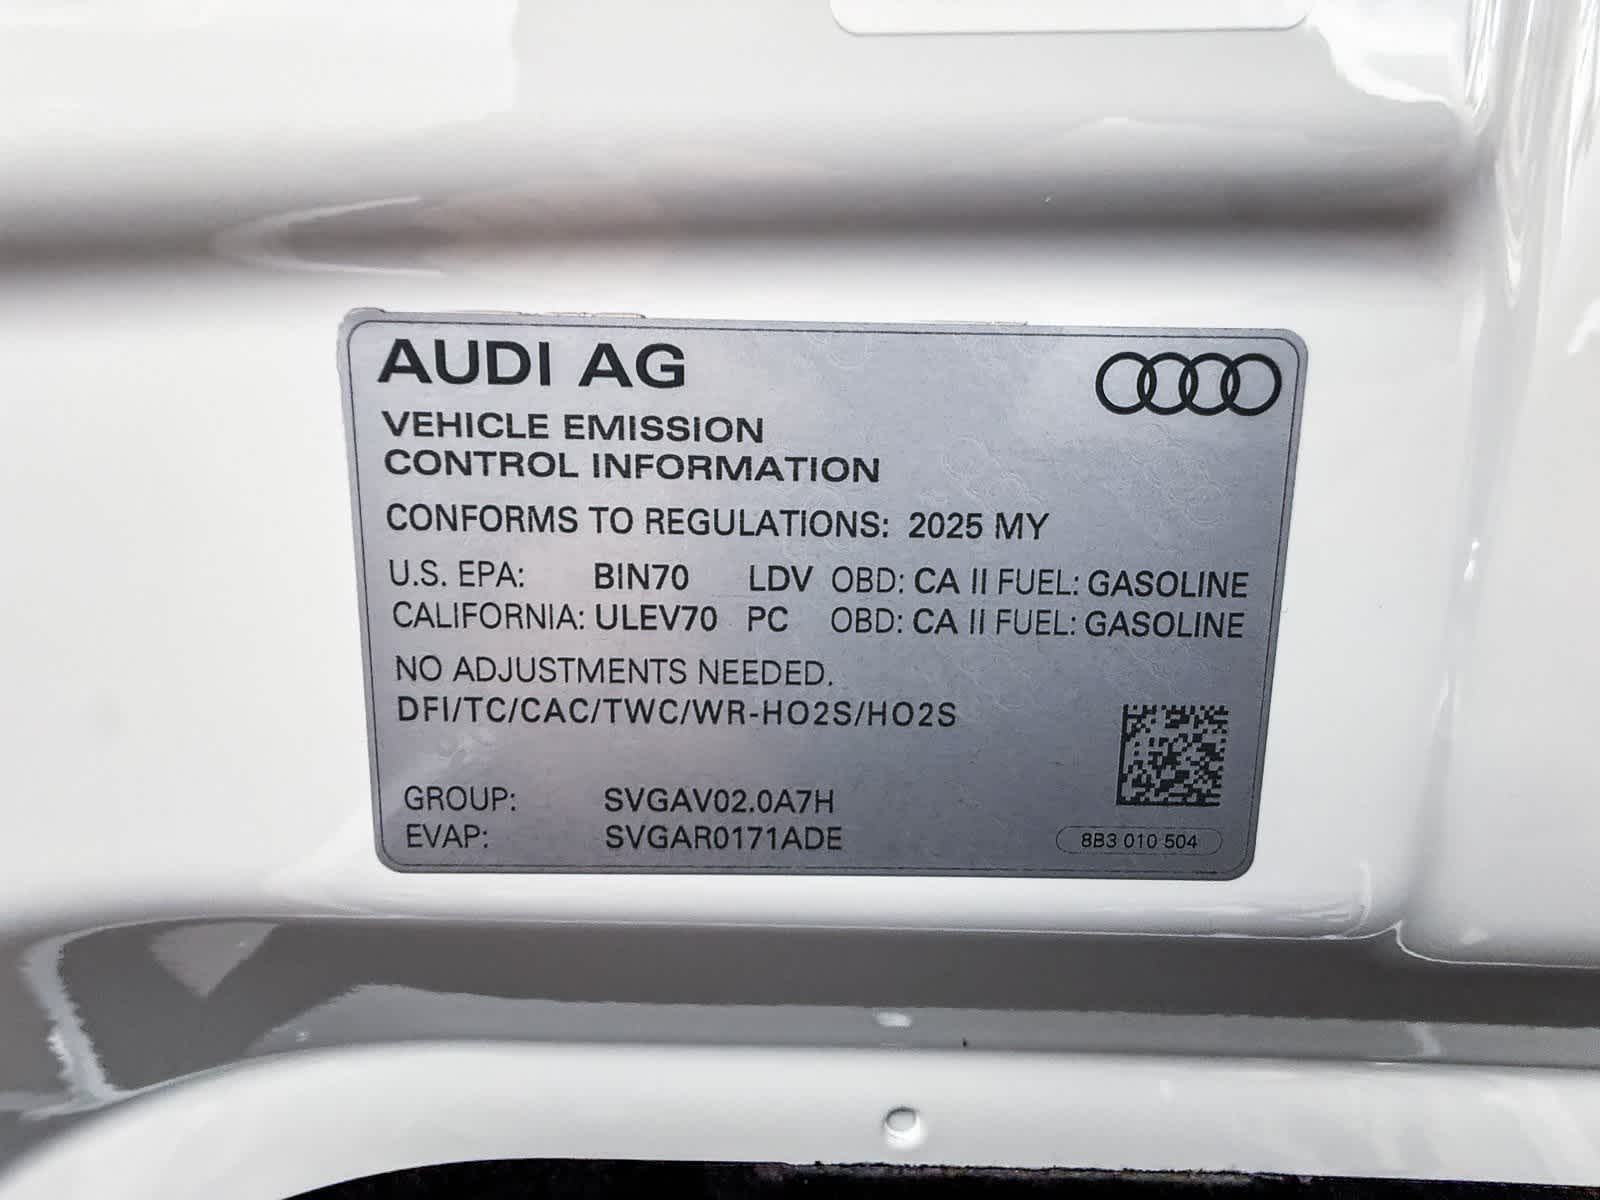 AUDI AG
VEHICLE EMISSION
CONTROL INFORMATION
CONFORMS TO REGULATIONS: 2025 MY
U.S. EPA: BIN70 LDV OBD: CA II FUEL: GASOLINE
CALIFORNIA: ULEV70 PC OBD: CA II FUEL: GASOLINE
NO ADJUSTMENTS NEEDED.
DFI/TC/CAC/TWC/WR-HO2S/HO2S
GROUP: SVGAV02.0A7H
EVAP: SVGAR0171ADE
8B3 010 504